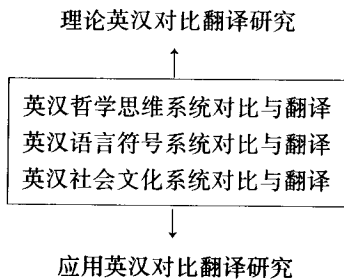 理论英汉对比翻译研究
英汉哲学思维系统对比与翻译
英汉语言符号系统对比与翻译
英汉社会文化系统对比与翻译
应用英汉对比翻译研究